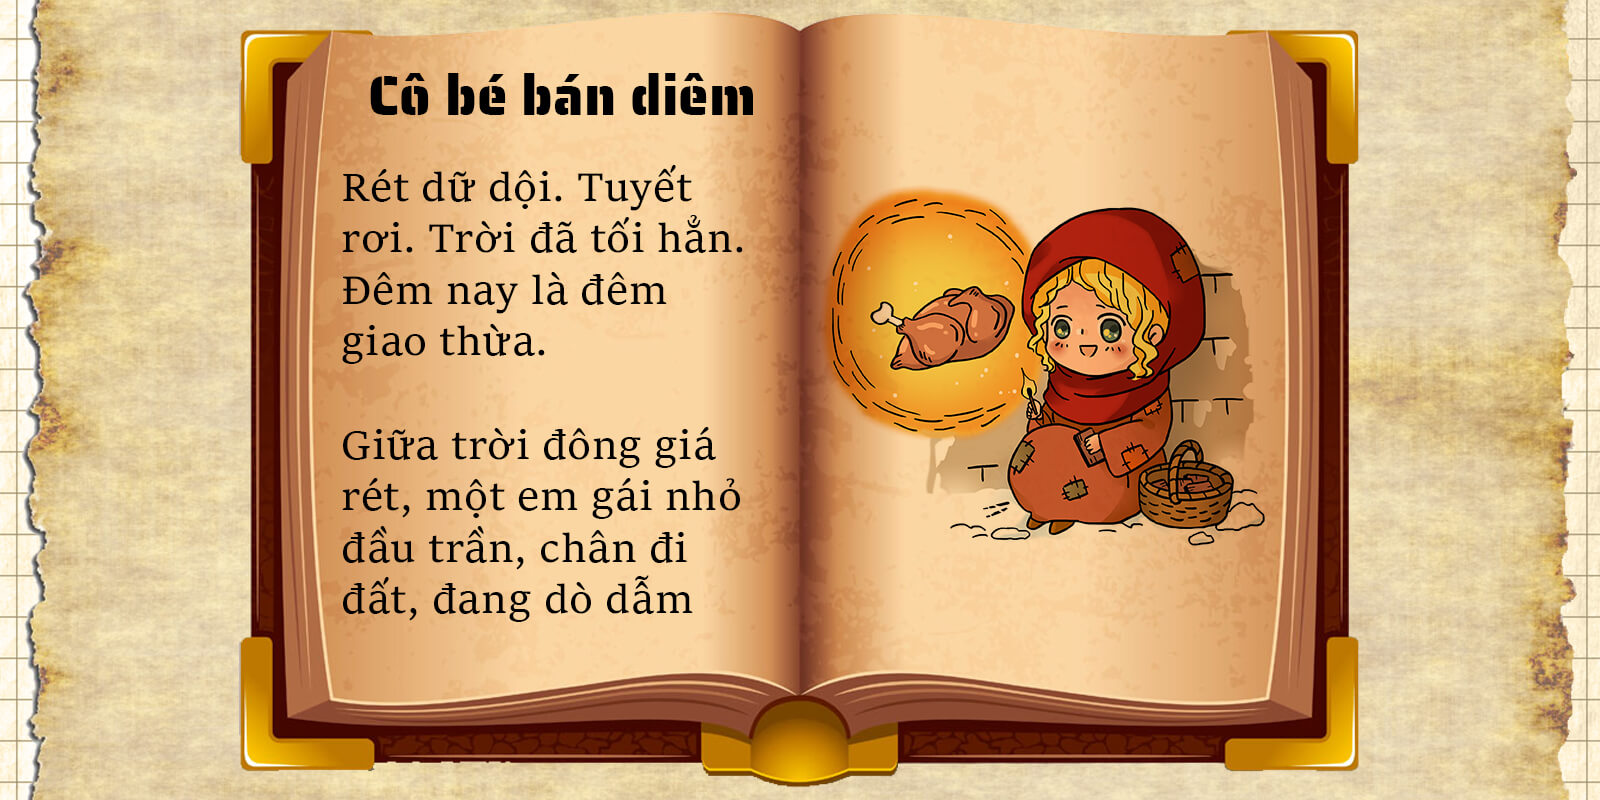 Cô bé bán diêm
Rét dữ dội. Tuyết
rơi. Trời đã tối hẳn.
Đêm nay là đêm
giao thừa.
Giữa trời đông giá
rét, một em gái nhỏ
đầu trần, chân đi
đất, đang dò dẫm